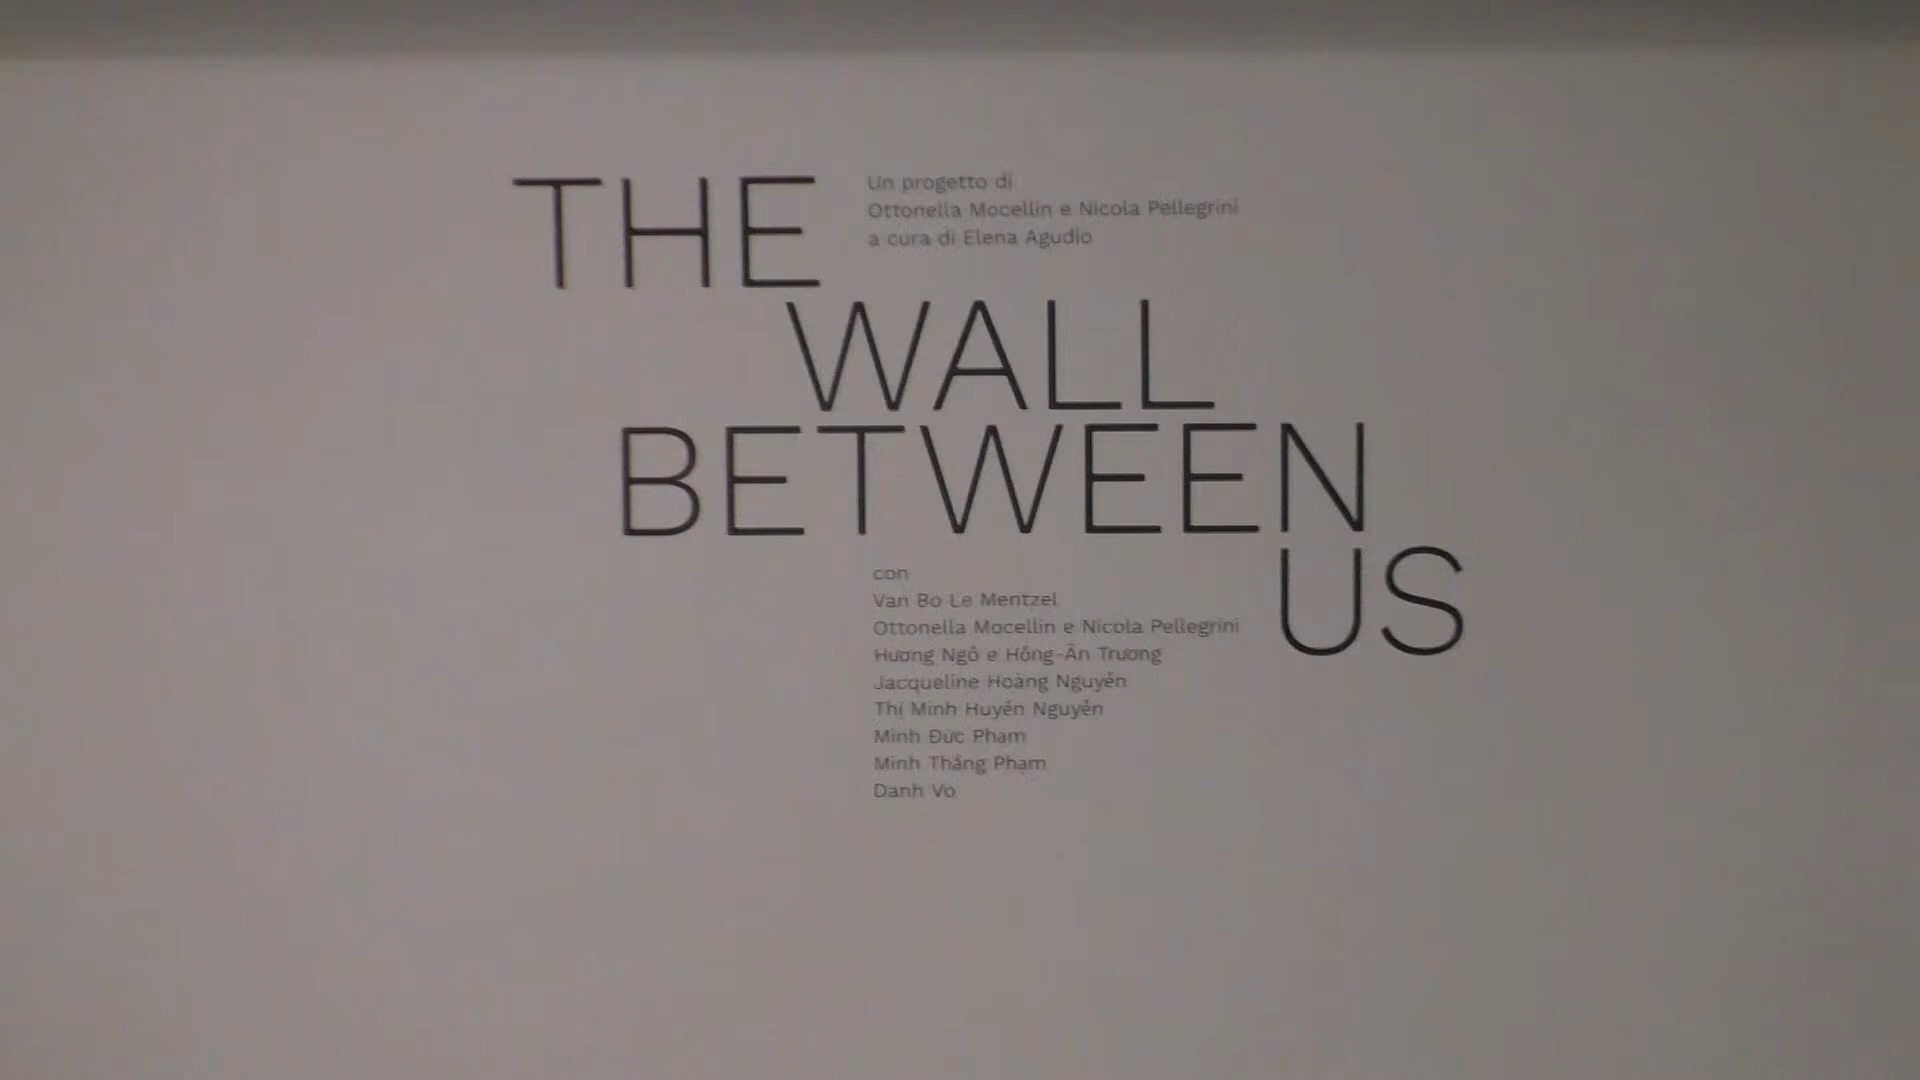 THE
Un progetto di
Ottonella Mocellin e Nicola Pellegrini
a cura di Elena Agudio
WALL
BETWEEN
US
con
Van Bo Le Mentzel
Ottonella Mocellin e Nicola Pellegrini
Hương Ngô e Hồng-Ân Trương
Jacqueline Hoàng Nguyễn
Thị Minh Huyền Nguyễn
Minh Đức Phạm
Minh Thắng Phạm
Danh Vo